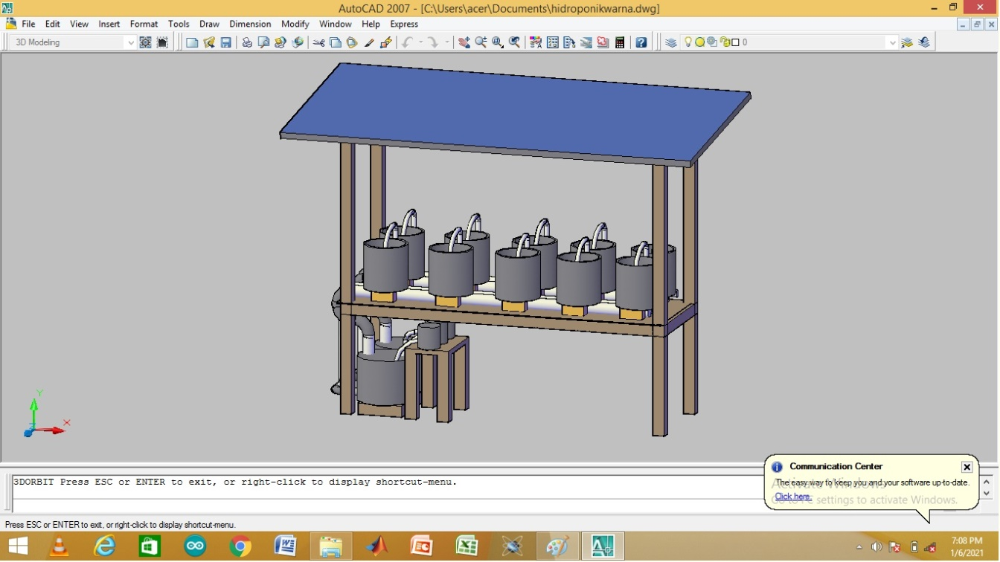 AutoCAD 2007 - [C:\Users\acer\Documents\hidroponikwarna.dwg]
File Edit View Insert Format Tools Draw Dimension Modify Window Help Express
3D Modeling
0
Y
X
Z
3DORBIT Press ESC or ENTER to exit, or right-click to display shortcut-menu.
Communication Center
The easy way to keep you and your software up-to-date.
Click here.
Activate Windows
Go to PC settings to activate Windows.
Press ESC or ENTER to exit, or right-click to display shortcut-menu.
7:08 PM
1/6/2021